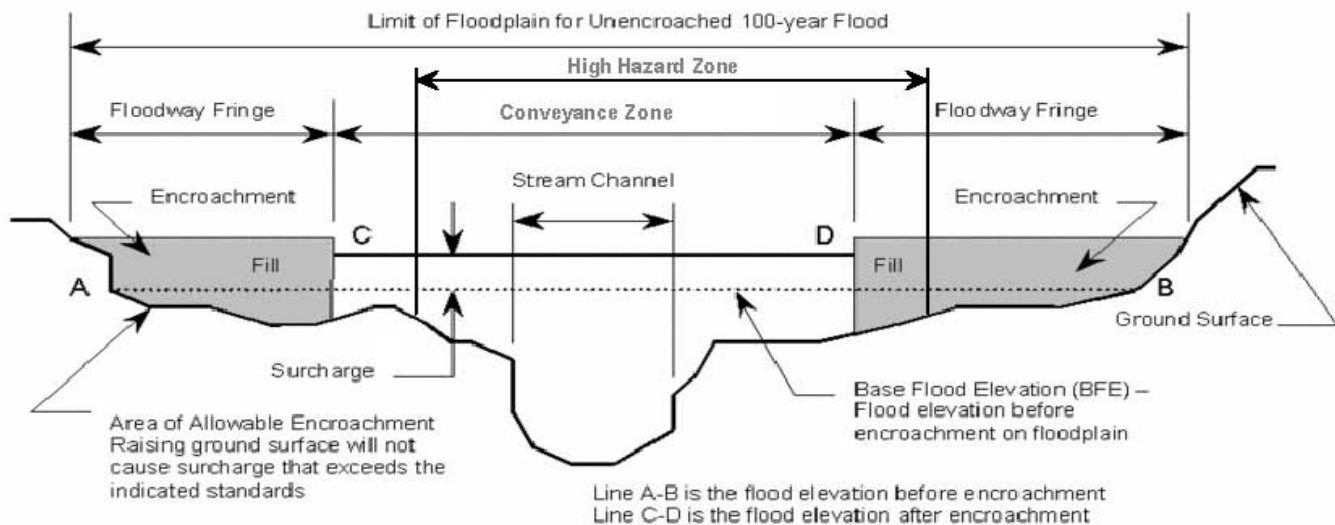 Limit of Floodplain for Unencroached 100-year Flood
High Hazard Zone
Floodway Fringe
Conveyance Zone
Floodway Fringe
Stream Channel
Encroachment
Encroachment
C
D
Fill
Fill
A
B
Ground Surface
Surcharge
Area of Allowable Encroachment
Raising ground surface will not
cause surcharge that exceeds the
indicated standards
Base Flood Elevation (BFE) –
Flood elevation before
encroachment on floodplain
Line A-B is the flood elevation before encroachment
Line C-D is the flood elevation after encroachment